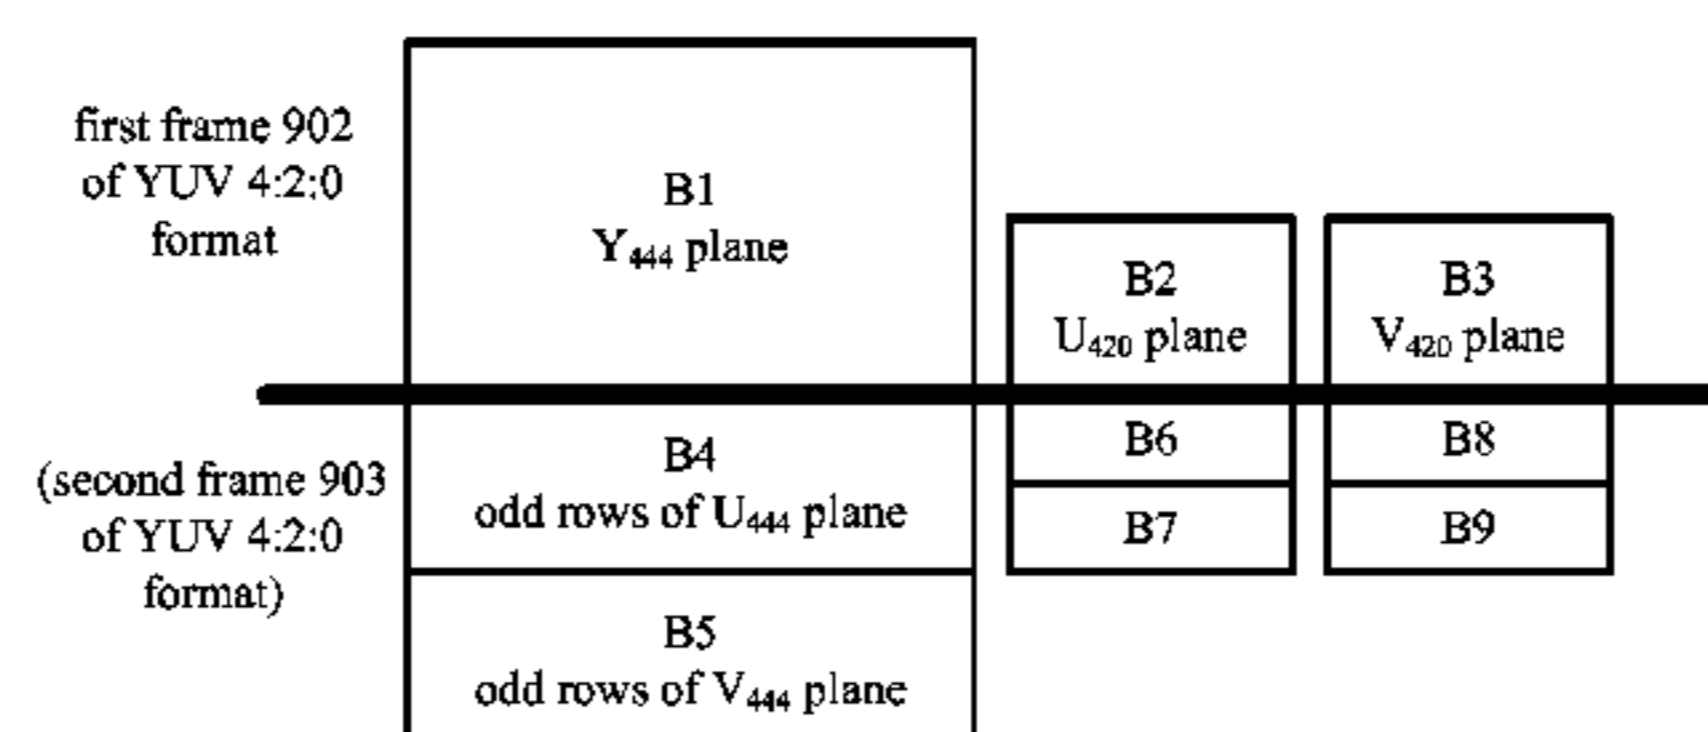 first frame 902
of YUV 4:2:0
format
B1
Y444 plane
B2
U420 plane
B3
V420 plane
(second frame 903
of YUV 4:2:0
format)
B4
odd rows of U444 plane
B6
B8
B7
B9
B5
odd rows of V444 plane